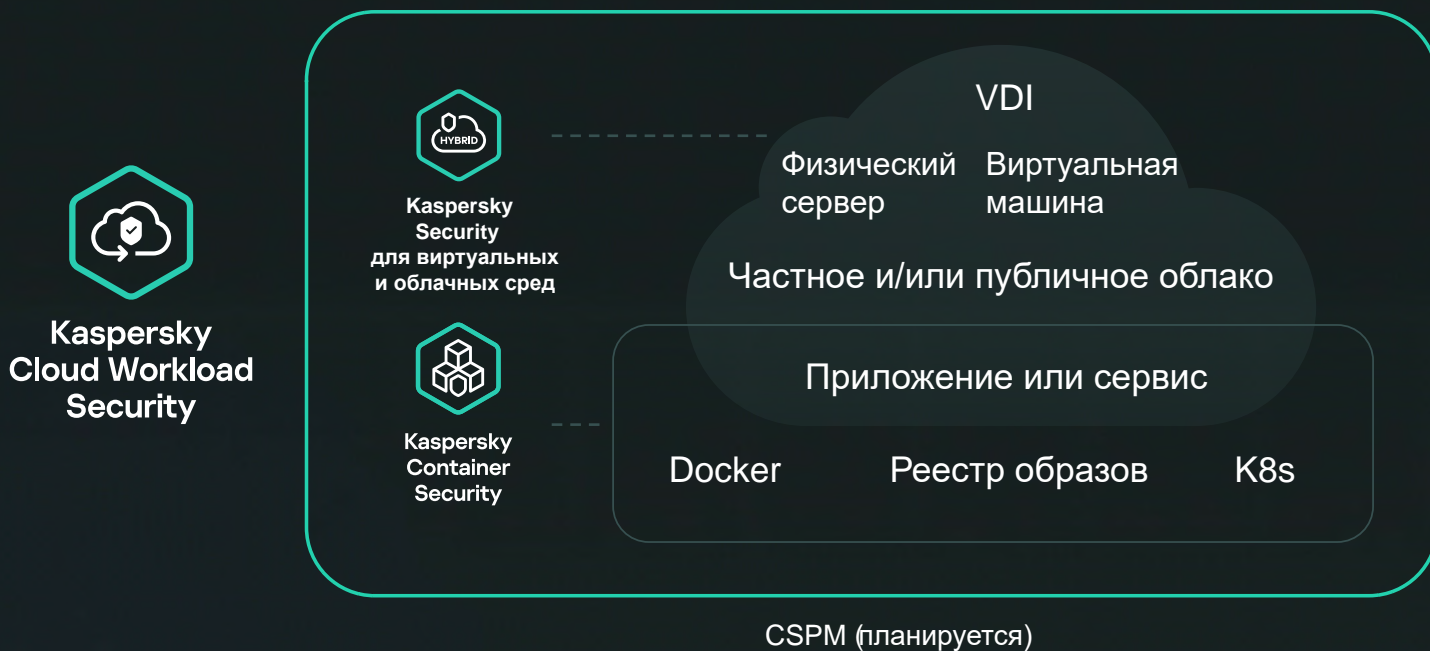 Kaspersky
Cloud Workload
Security
HYBRID
Kaspersky
Security
для виртуальных
и облачных сред
Kaspersky
Container
Security
VDI
Физический
сервер
Виртуальная
машина
Частное и/или публичное облако
Приложение или сервис
Docker
Реестр образов
K8s
CSPM (планируется)